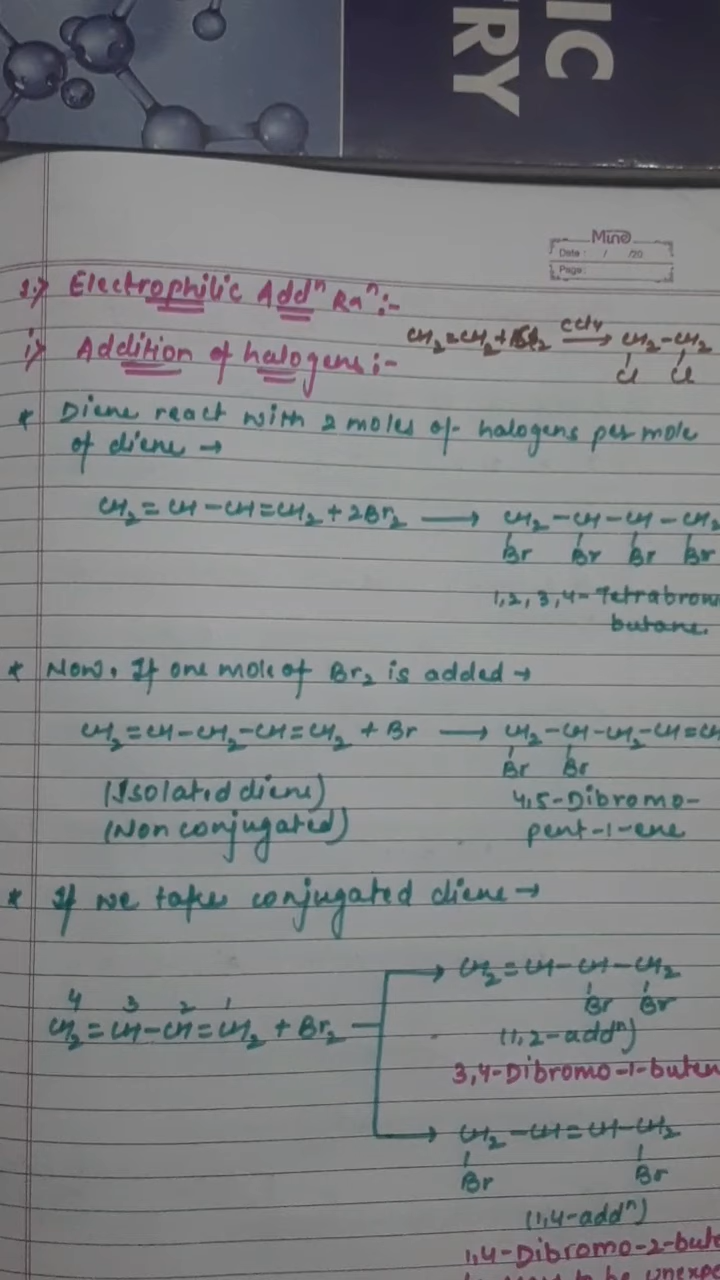 IC
TRY
Mino
Date : / /20
Page:
1.) Electrophilic Addⁿ Rxⁿ:-
CH₂=CH₂ + Cl₂ —CCl₄→ CH₂-CH₂
Cl Cl
i) Addition of halogens:-
* Diene react with 2 moles of halogens per mole
of diene →
CH₂=CH-CH=CH₂ + 2Br₂ ⟶ CH₂-CH-CH-CH₂
Br Br Br Br
1,2,3,4-Tetrabrom
butane.
* Now. If one mole of Br₂ is added →
CH₂=CH-CH₂-CH=CH₂ + Br ⟶ CH₂-CH-CH₂-CH=CH
Br Br
(Isolated diene)
4,5-Dibromo-
(Non conjugated)
pent-1-ene
* If we take conjugated diene →
CH₂=CH-CH-CH₂
Br Br
4 3 2 1
CH₂=CH-CH=CH₂ + Br₂
(1,2-addⁿ)
3,4-Dibromo-1-buten
CH₂-CH=CH-CH₂
Br Br
(1,4-addⁿ)
1,4-Dibromo-2-bute
to be unexpe